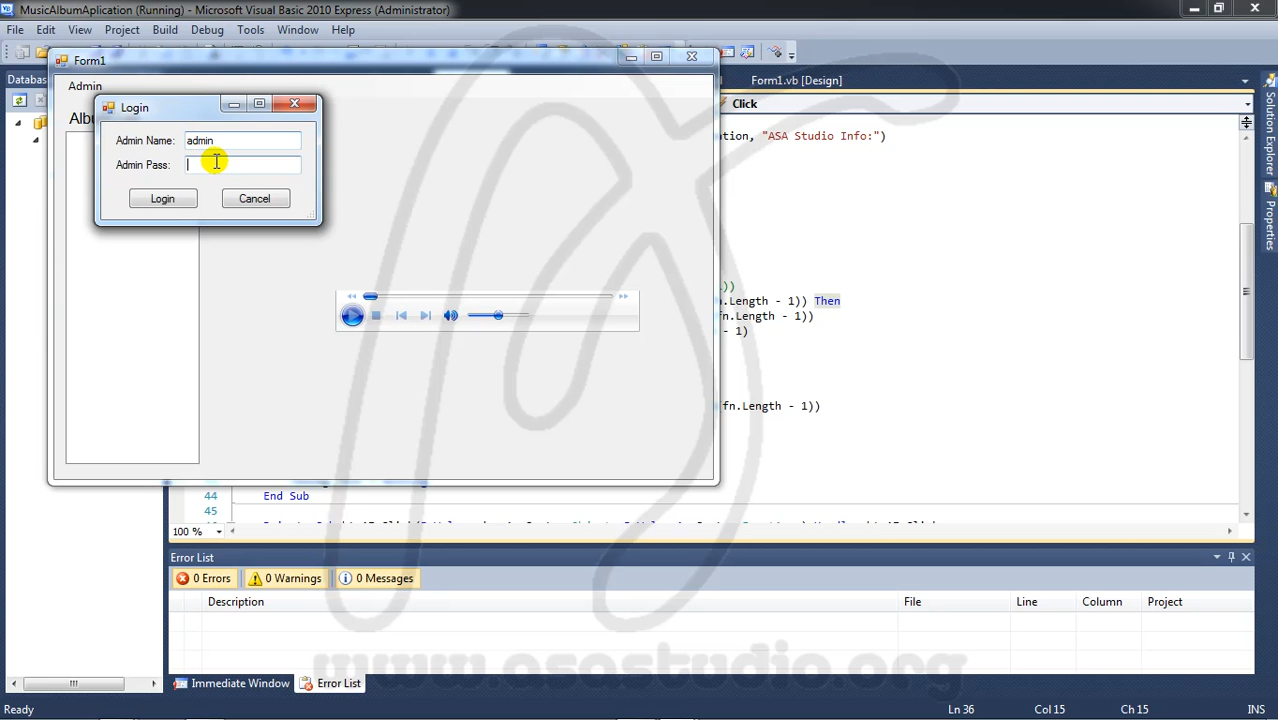 MusicAlbumAplication (Running) - Microsoft Visual Basic 2010 Express (Administrator)
File Edit View Project Build Debug Tools Window Help
Form1
Databas
Form1.vb [Design]
Admin
Login
Click
Admin Name: admin
ation, "ASA Studio Info:")
Admin Pass:
Login Cancel
Data Sources
Properties
))
n.Length - 1)) Then
fn.Length - 1))
- 1)
fn.Length - 1))
44 End Sub
45
100 %
Error List
0 Errors 0 Warnings 0 Messages
Description File Line Column Project
www.asastudio.org
Immediate Window Error List
Ready Ln 36 Col 15 Ch 15 INS